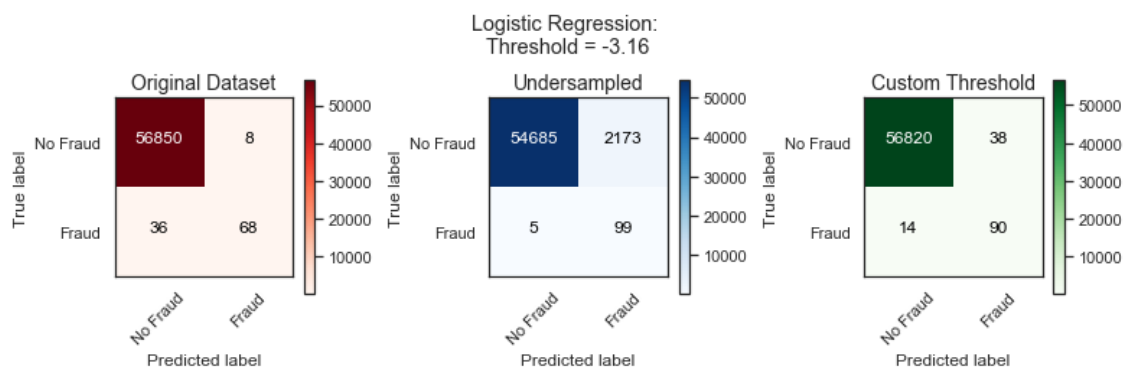 Logistic Regression:
Threshold = -3.16
Original Dataset
No Fraud
Fraud
True label
56850 8
36 68
No Fraud
Fraud
Predicted label
50000
40000
30000
20000
10000
Undersampled
No Fraud
Fraud
True label
54685 2173
5 99
No Fraud
Fraud
Predicted label
50000
40000
30000
20000
10000
Custom Threshold
No Fraud
Fraud
True label
56820 38
14 90
No Fraud
Fraud
Predicted label
50000
40000
30000
20000
10000